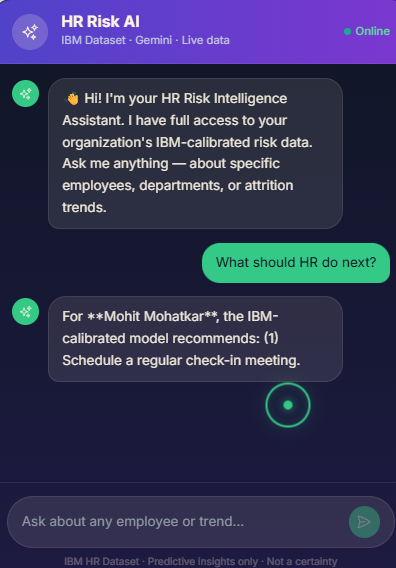 HR Risk AI
IBM Dataset · Gemini · Live data
Online
👋 Hi! I'm your HR Risk Intelligence
Assistant. I have full access to your
organization's IBM-calibrated risk data.
Ask me anything — about specific
employees, departments, or attrition
trends.
What should HR do next?
For **Mohit Mohatkar**, the IBM-
calibrated model recommends: (1)
Schedule a regular check-in meeting.
Ask about any employee or trend...
IBM HR Dataset · Predictive insights only · Not a certainty